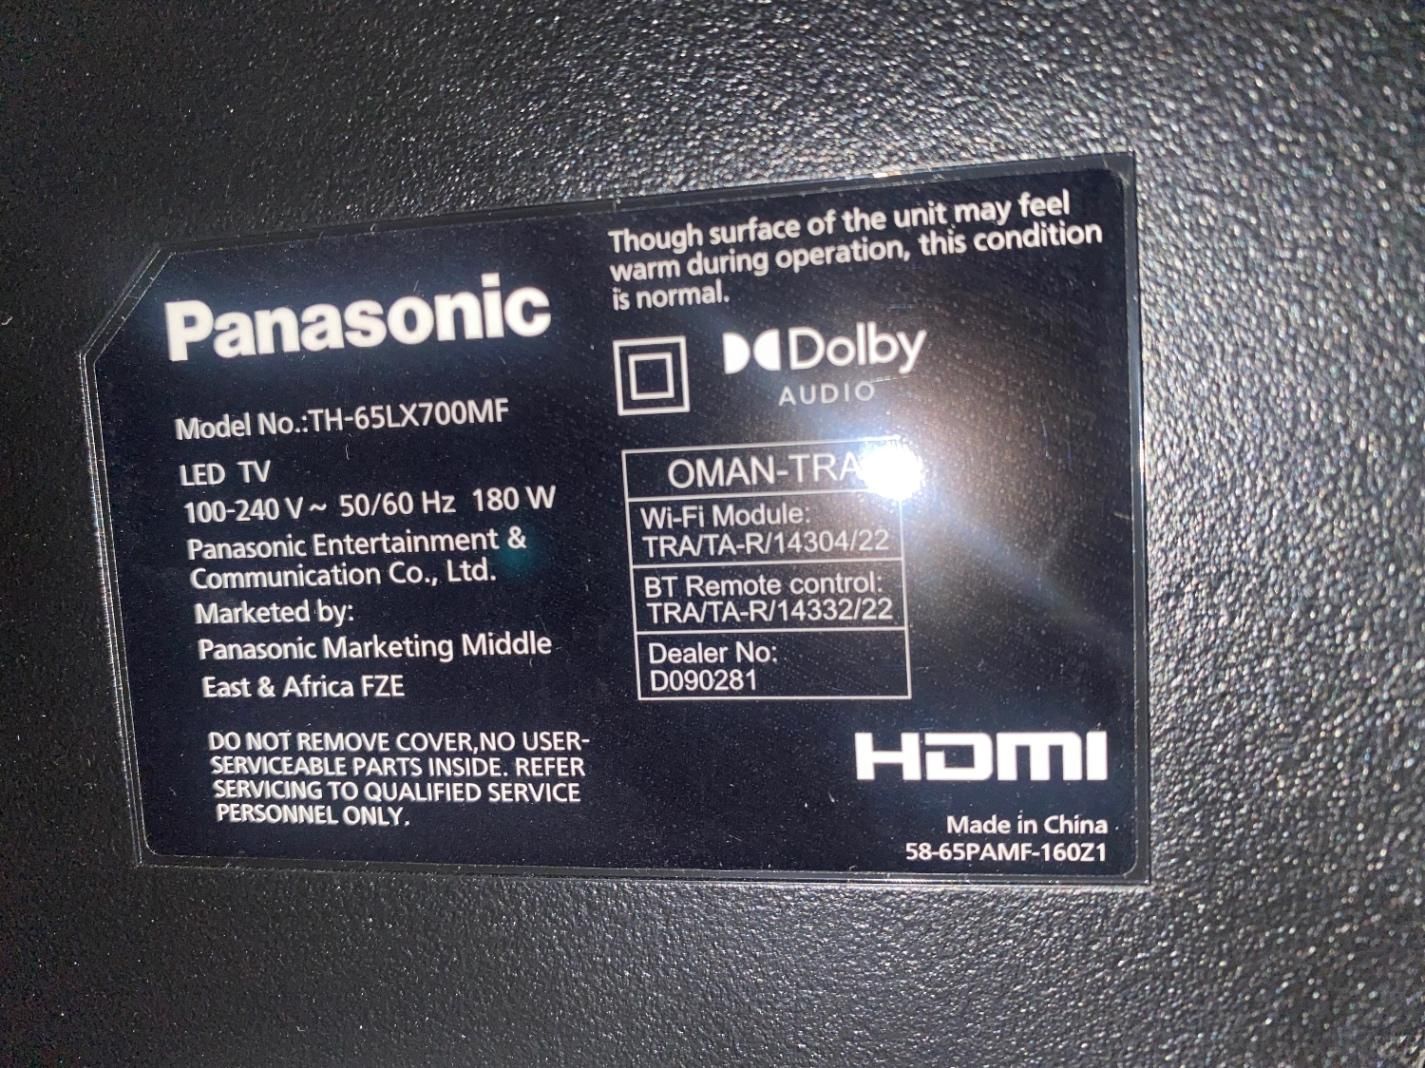 Panasonic
Model No.:TH-65LX700MF
LED TV
100-240 V ~ 50/60 Hz 180 W
Panasonic Entertainment &
Communication Co., Ltd.
Marketed by:
Panasonic Marketing Middle
East & Africa FZE
DO NOT REMOVE COVER,NO USER-
SERVICEABLE PARTS INSIDE. REFER
SERVICING TO QUALIFIED SERVICE
PERSONNEL ONLY.
Though surface of the unit may feel
warm during operation, this condition
is normal.
Dolby
AUDIO
OMAN-TRA
Wi-Fi Module:
TRA/TA-R/14304/22
BT Remote control:
TRA/TA-R/14332/22
Dealer No:
D090281
HDMI
Made in China
58-65PAMF-160Z1